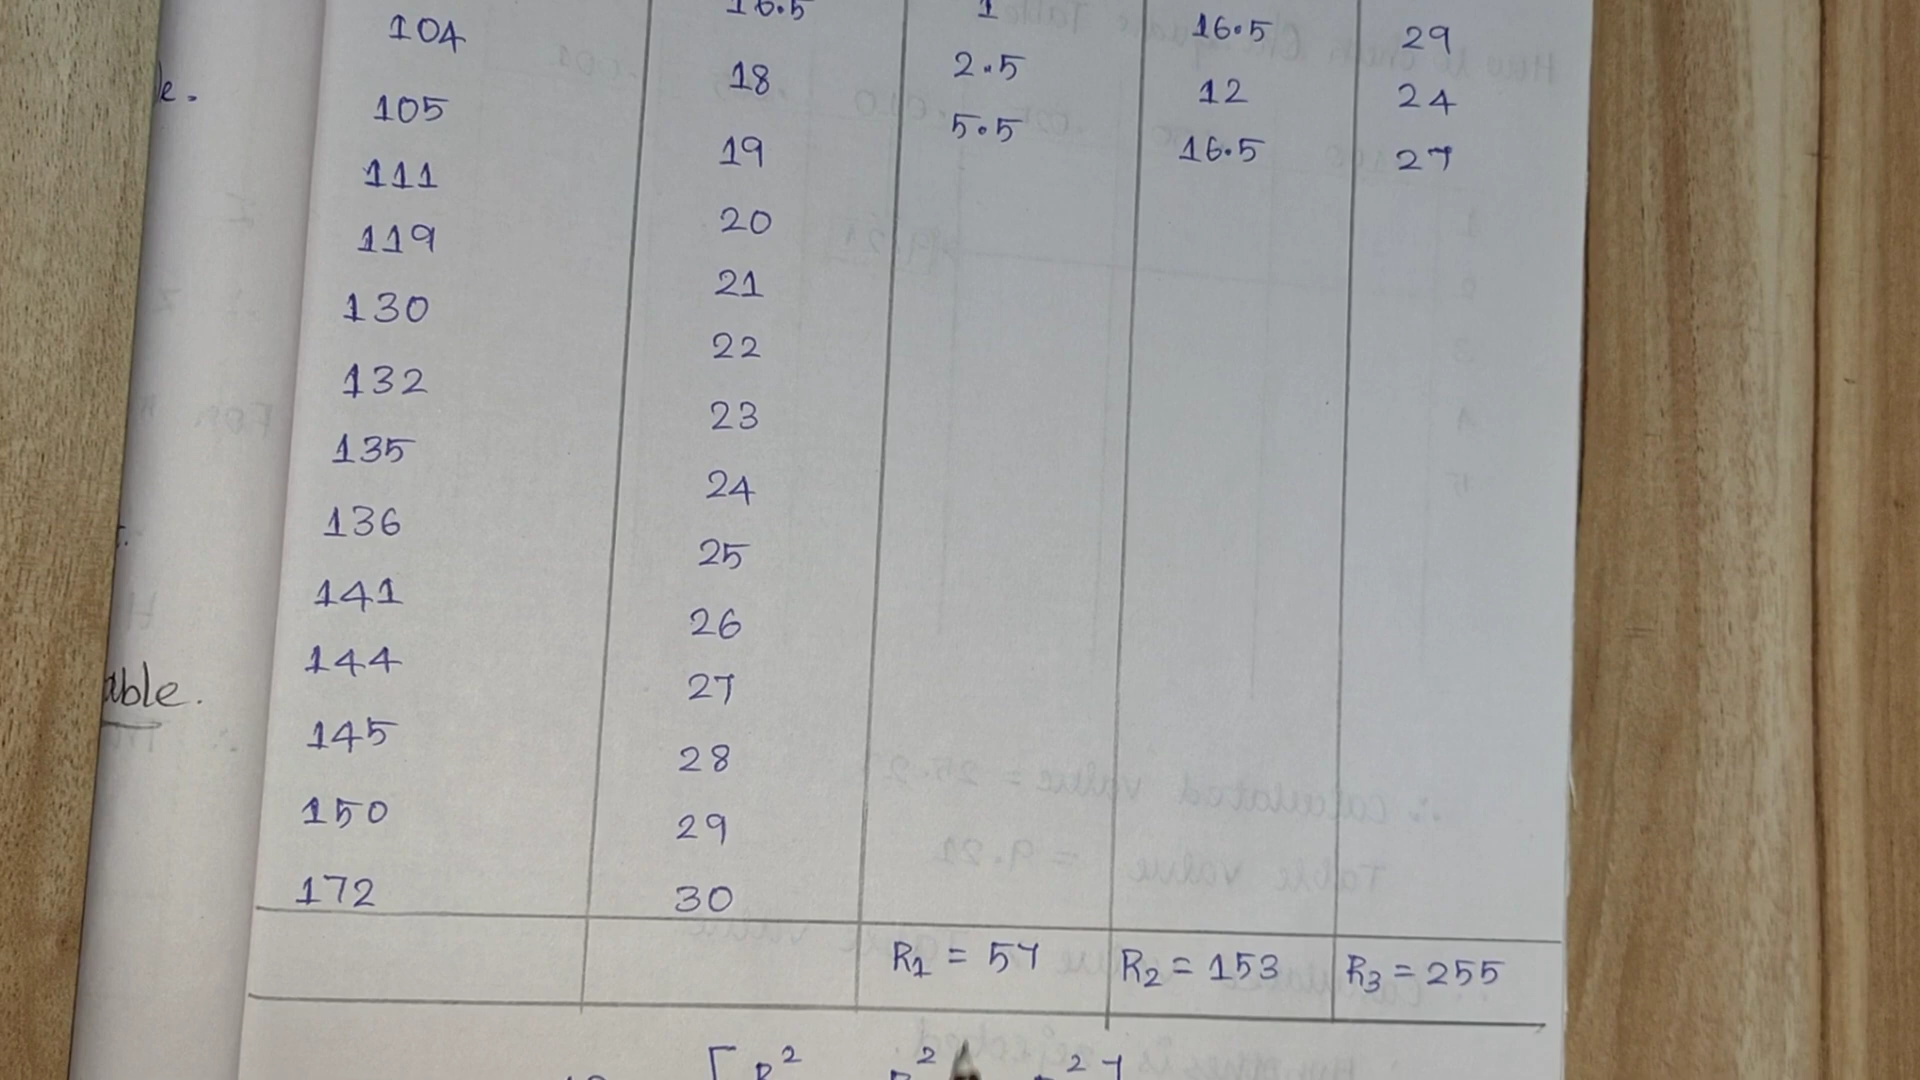 104 16.5 1 16.5 29
105 18 2.5 12 24
111 19 5.5 16.5 27
119 20
130 21
132 22
135 23
136 24
141 25
144 26
145 27
150 28
172 29
30
R1 = 57 R2 = 153 R3 = 255
e.
able.